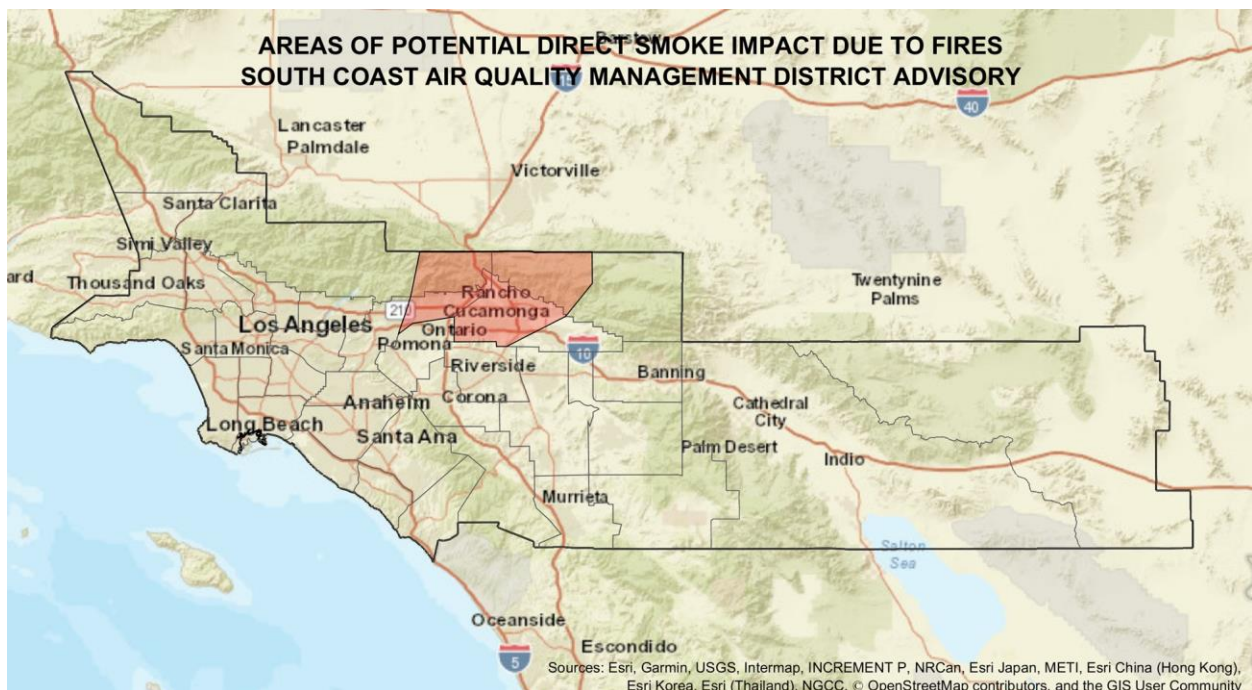 AREAS OF POTENTIAL DIRECT SMOKE IMPACT DUE TO FIRES
Barstow
SOUTH COAST AIR QUALITY MANAGEMENT DISTRICT ADVISORY
15
40
Lancaster
Palmdale
Victorville
Santa Clarita
Simi Valley
ard
Thousand Oaks
Twentynine
Palms
Rancho
Cucamonga
210
Los Angeles
Ontario
Pomona
Santa Monica
10
Riverside
Banning
Corona
Anaheim
Cathedral
City
Long Beach
Santa Ana
Palm Desert
Indio
Murrieta
Salton
Sea
Oceanside
Escondido
5
Sources: Esri, Garmin, USGS, Intermap, INCREMENT P, NRCan, Esri Japan, METI, Esri China (Hong Kong),
Esri Korea, Esri (Thailand), NGCC, © OpenStreetMap contributors, and the GIS User Community